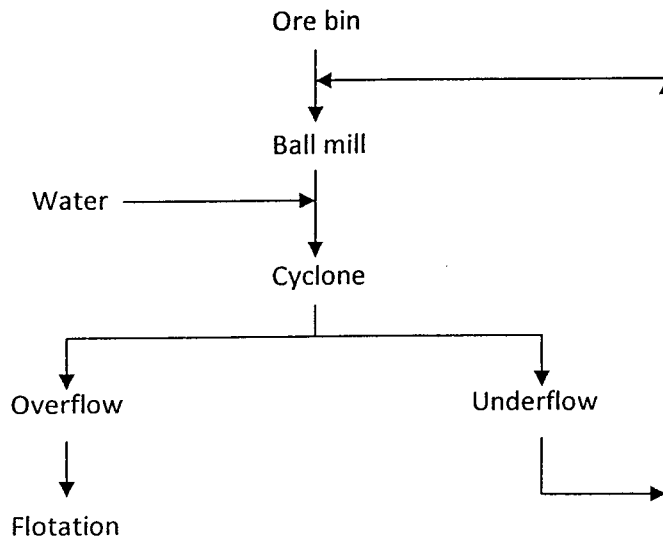 Ore bin
Ball mill
Water
Cyclone
Overflow
Underflow
Flotation